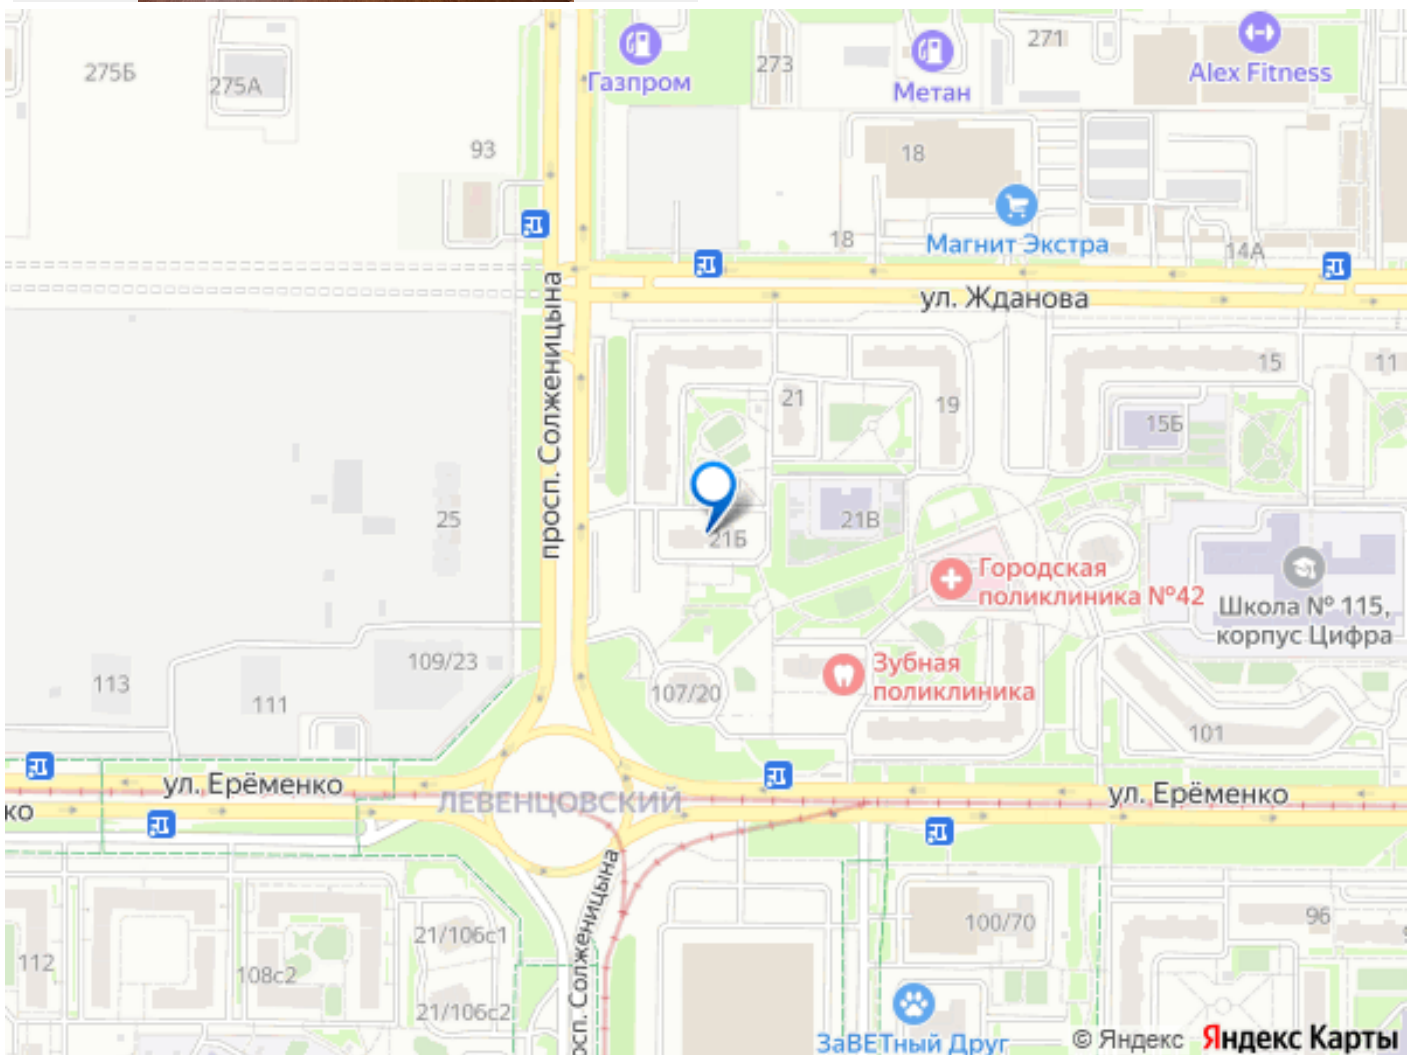 275Б
275А
Газпром
273
Метан
271
Alex Fitness
93
18
Магнит Экстра
18
14А
ул. Жданова
просп. Солженицына
21
19
15
11
15Б
25
21Б
21В
Городская
поликлиника №42
Школа № 115,
корпус Цифра
109/23
113
111
107/20
Зубная
поликлиника
101
ул. Ерёменко
ЛЕВЕНЦОВСКИЙ
ул. Ерёменко
ко
просп. Солженицына
21/106с1
100/70
96
112
108с2
21/106с2
ЗаВЕТный Друг
© Яндекс Яндекс Карты